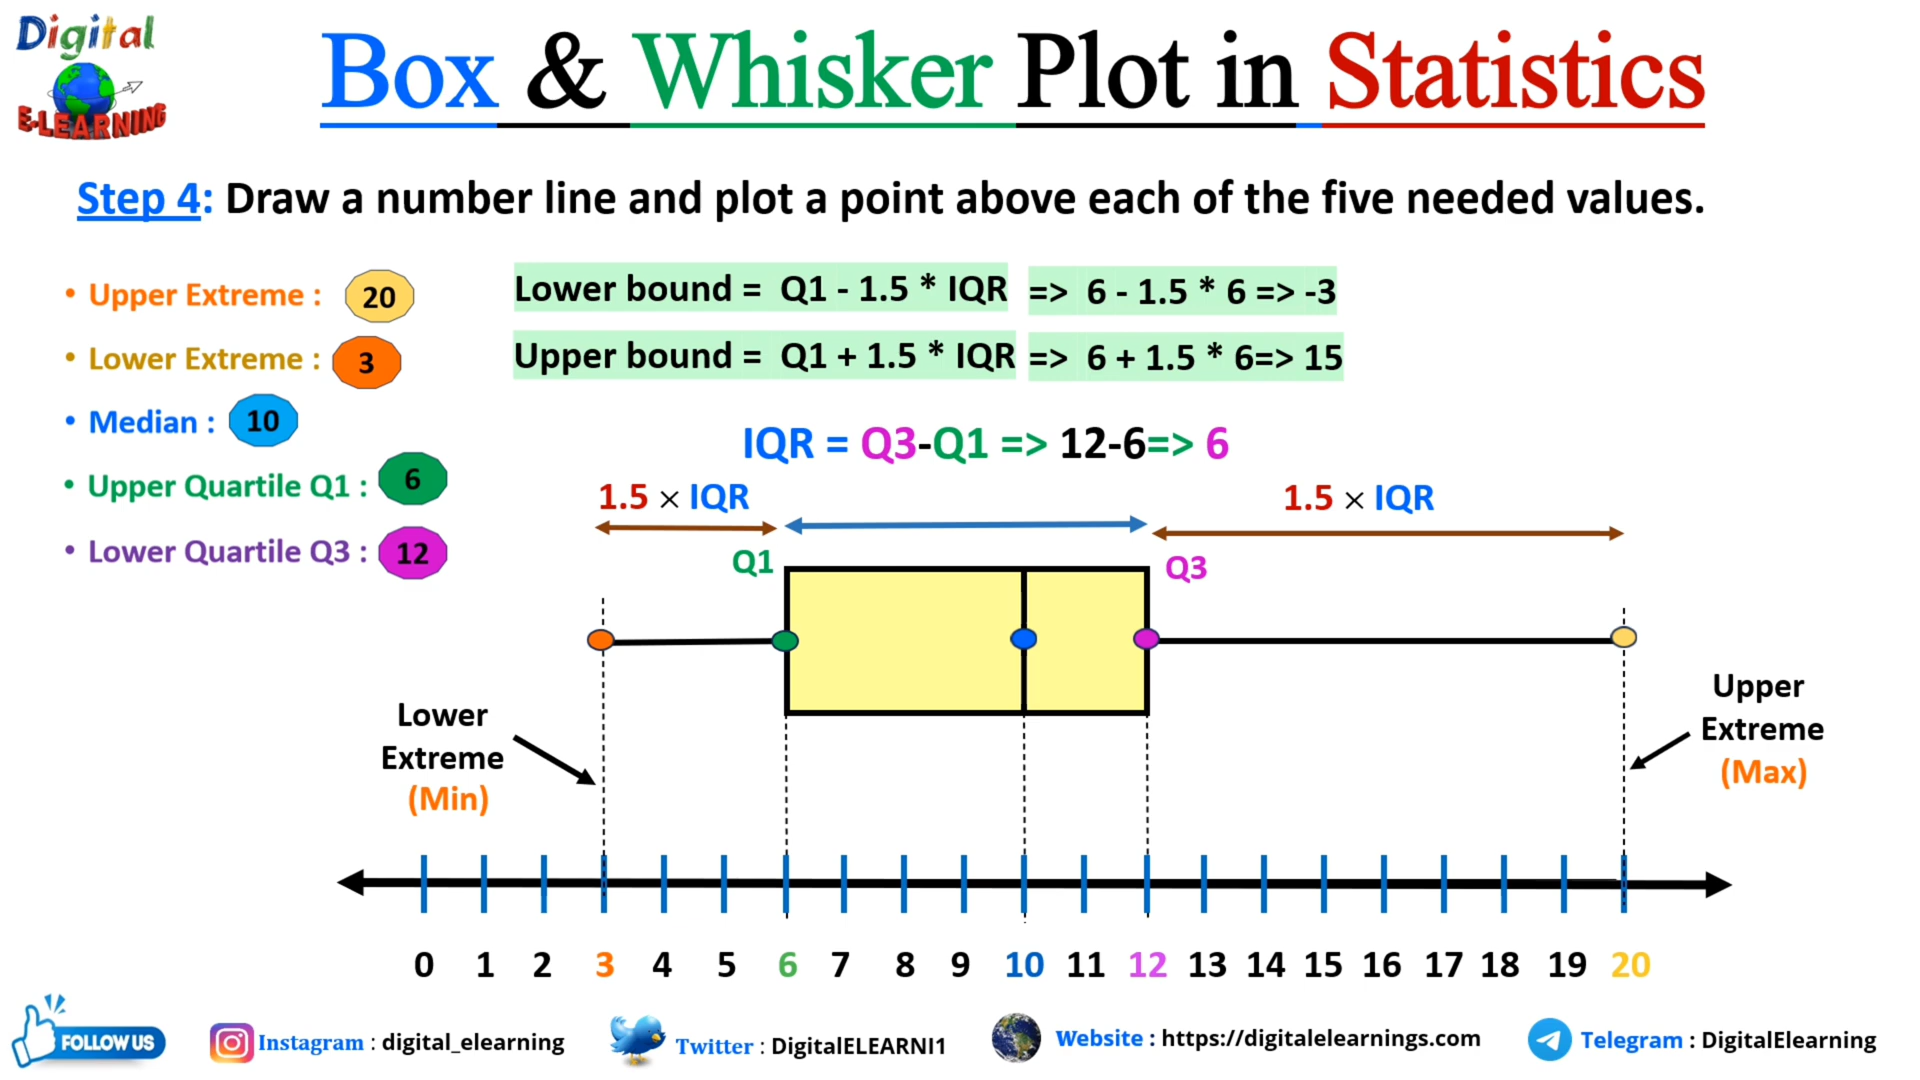 Digital
E-LEARNING
Box & Whisker Plot in Statistics
Step 4: Draw a number line and plot a point above each of the five needed values.
• Upper Extreme : 20
• Lower Extreme : 3
• Median : 10
• Upper Quartile Q1 : 6
• Lower Quartile Q3 : 12
Lower bound = Q1 - 1.5 * IQR => 6 - 1.5 * 6 => -3
Upper bound = Q1 + 1.5 * IQR => 6 + 1.5 * 6=> 15
IQR = Q3-Q1 => 12-6=> 6
1.5 × IQR
1.5 × IQR
Q1
Q3
Lower
Extreme
(Min)
Upper
Extreme
(Max)
0 1 2 3 4 5 6 7 8 9 10 11 12 13 14 15 16 17 18 19 20
FOLLOW US
Instagram : digital_elearning
Twitter : DigitalELEARNI1
Website : https://digitalelearnings.com
Telegram : DigitalElearning